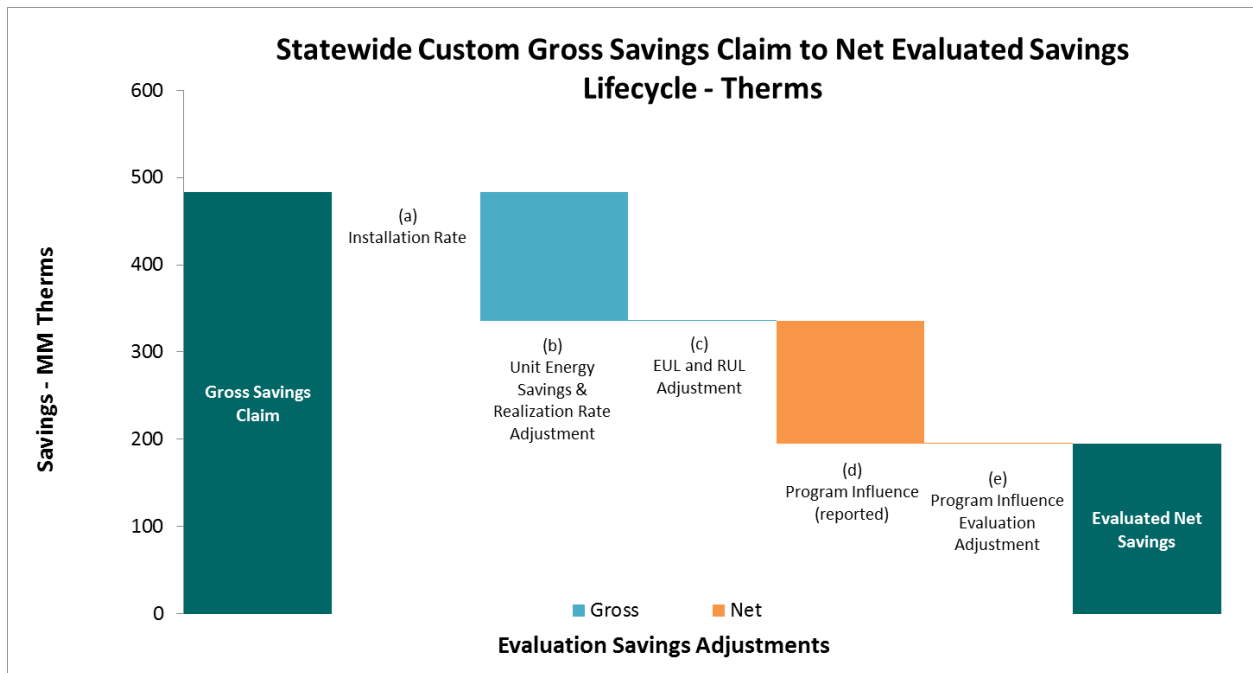 Statewide Custom Gross Savings Claim to Net Evaluated Savings
Lifecycle - Therms
Savings - MM Therms
600
500
400
300
200
100
0
Gross Savings
Claim
(a)
Installation Rate
(b)
Unit Energy
Savings &
Realization Rate
Adjustment
(c)
EUL and RUL
Adjustment
(d)
Program Influence
(reported)
(e)
Program Influence
Evaluation
Adjustment
Evaluated Net
Savings
Gross
Net
Evaluation Savings Adjustments